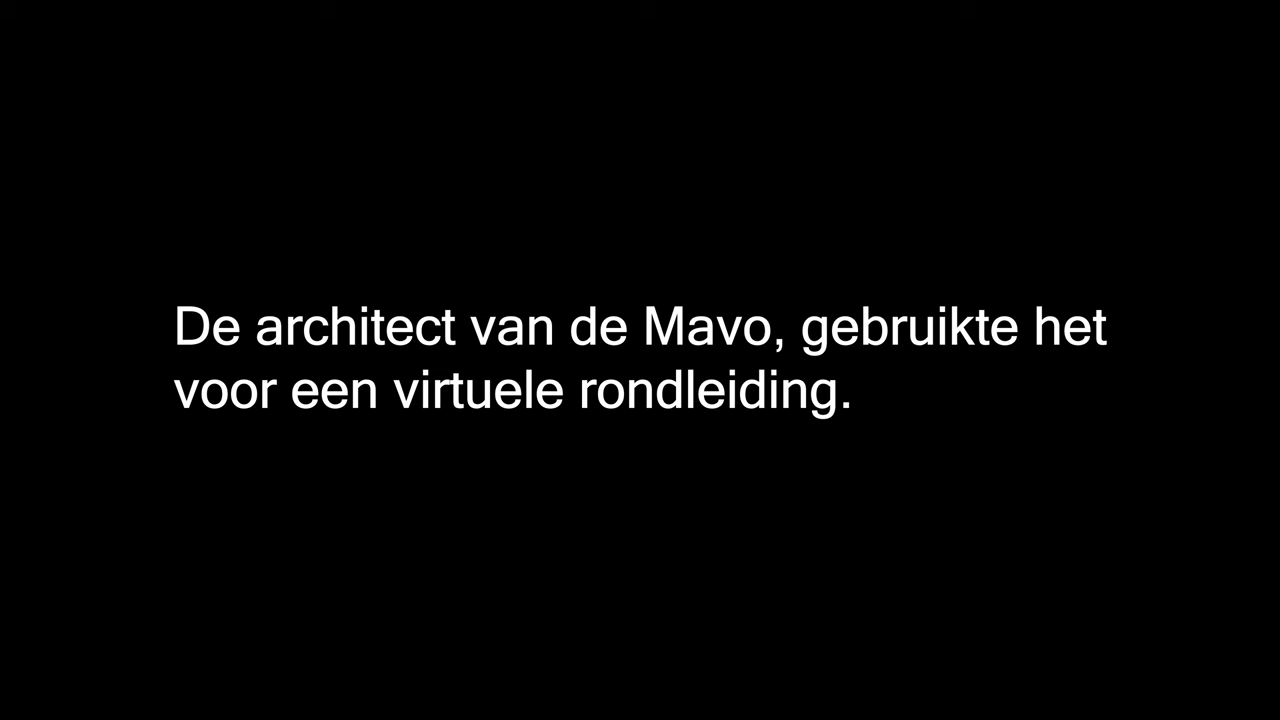 De architect van de Mavo, gebruikte het
voor een virtuele rondleiding.